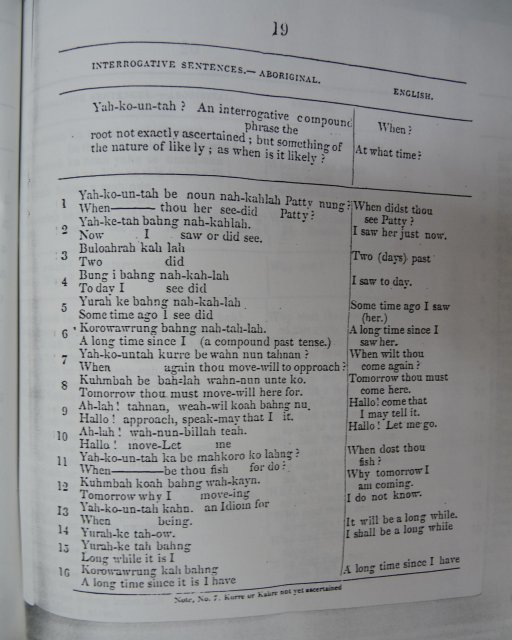 19
INTERROGATIVE SENTENCES.— ABORIGINAL. ENGLISH.
Yah-ko-un-tah ? An interrogative compound When?
phrase the
root not exactly ascertained ; but something of
the nature of likely ; as when is it likely ? At what time?
1 Yah-ko-un-tah be noun nah-kahlah Patty nung? When didst thou
When——— thou her see-did Patty? see Patty ?
2 Yah-ke-tah bahng nah-kahlah. I saw her just now.
Now I saw or did see.
3 Buloahrah kah lah Two (days) past
Two did
4 Bung i bahng nah-kah-lah I saw to day.
To day I see did
5 Yurah ke bahng nah-kah-lah Some time ago I saw
Some time ago I see did (her.)
6 Korowawrung bahng nah-tah-lah. A long time since I
A long time since I (a compound past tense.) saw her.
7 Yah-ko-untah kurre be wahn nun tahnan ? When wilt thou
When again thou move-will to opproach? come again ?
8 Kuhmbah be bah-lah wahn-nun unte ko. Tomorrow thou must
Tomorrow thou must move-will here for. come here.
9 Ah-lah ! tahnan, weah-wil koah bahng nu, Hallo! come that
Hallo ! approach, speak-may that I it. I may tell it.
10 Ah-lah ! wah-nun-billah teah. Hallo! Let me go.
Hallo ! move-Let me
11 Yah-ko-un-tah ka be mahkoro ko lahng ? When dost thou
When———be thou fish for do ? fish ?
12 Kuhmbah koah bahng wah-kayn. Why tomorrow I
Tomorrow why I move-ing am coming.
13 Yah-ko-un-tah kahn. an Idiom for I do not know.
When being.
14 Yurah-ke tah-ow. It will be a long while.
15 Yurah-ke tah bahng I shall be a long while
Long while it is I
16 Korowawrung kah bahng A long time since I have
A long time since it is I have
Note, No. 7. Kurre or Kahre not yet ascertained